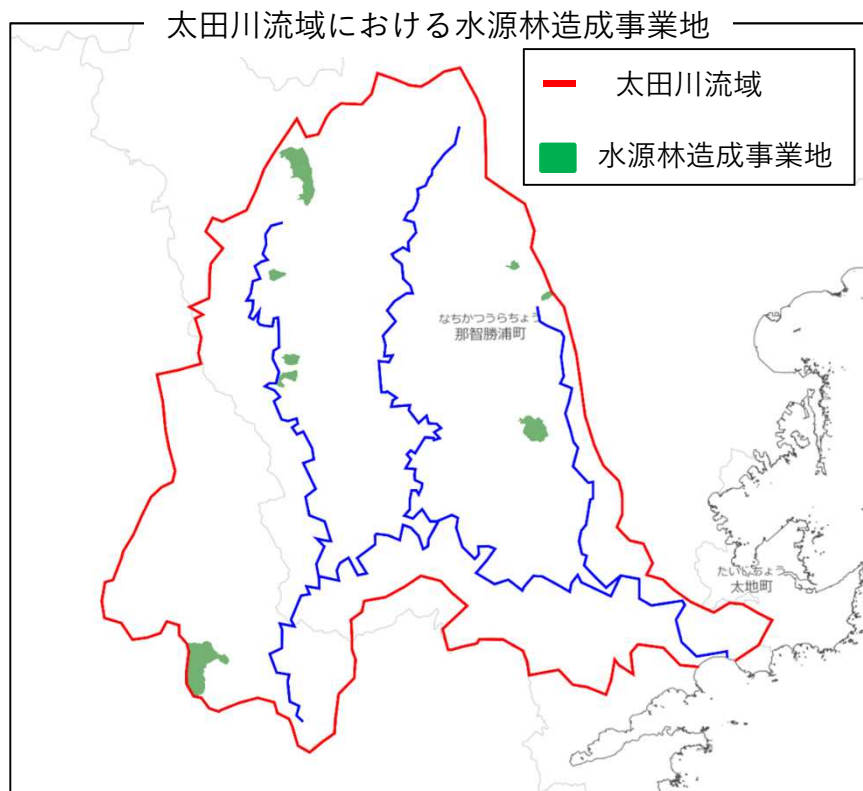 太田川流域における水源林造成事業地
太田川流域
水源林造成事業地
なちかつうらちょう
那智勝浦町
たいじちょう
太地町